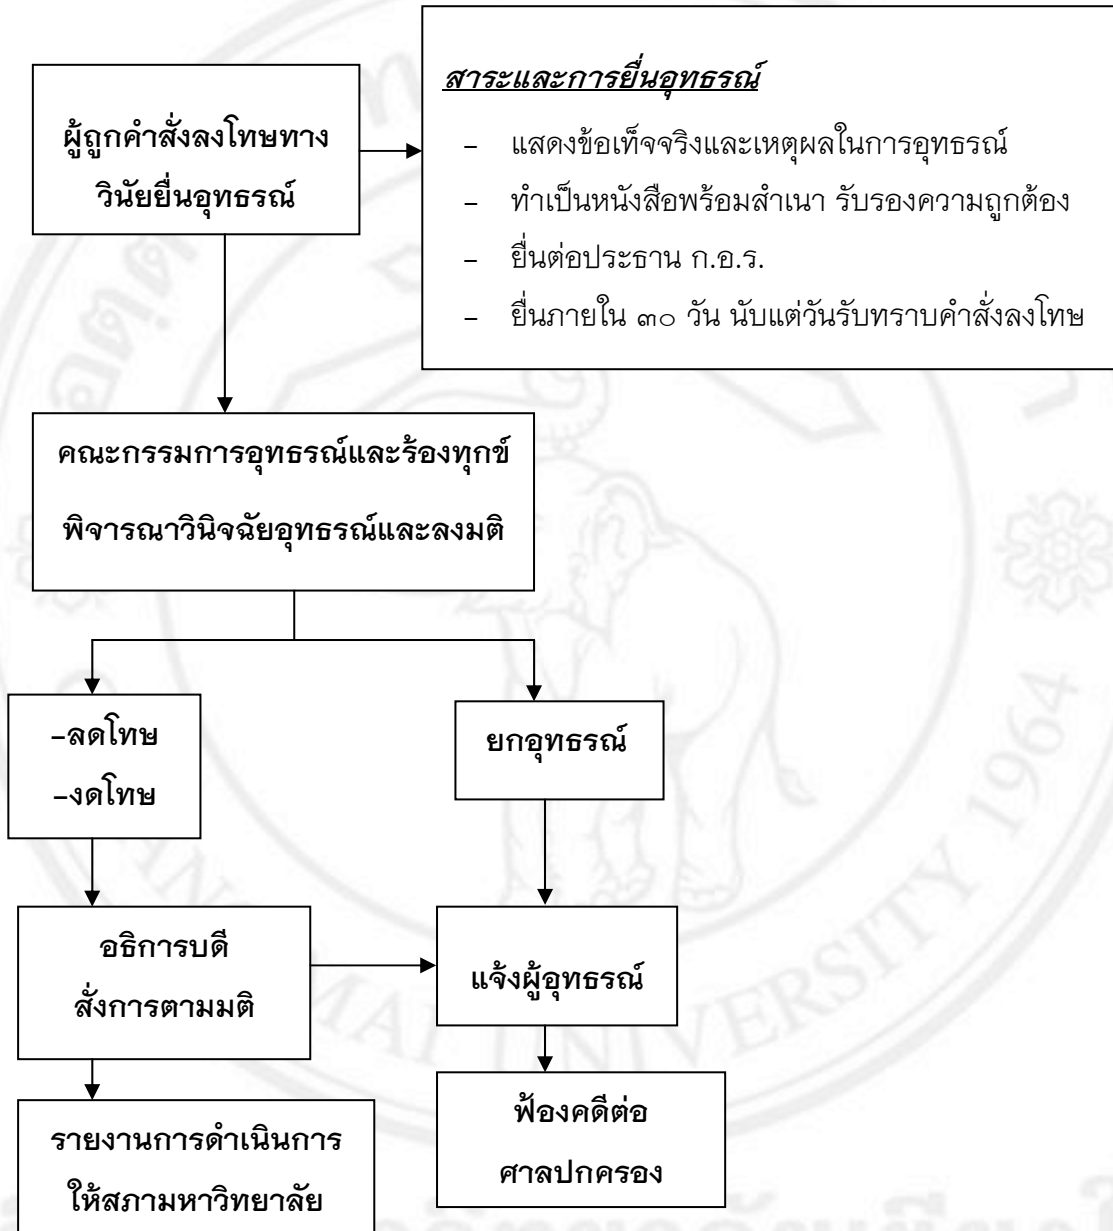 ผู้ถูกคำสั่งลงโทษทาง
วินัยยื่นอุทธรณ์
สาระและการยื่นอุทธรณ์
- แสดงข้อเท็จจริงและเหตุผลในการอุทธรณ์
- ทำเป็นหนังสือพร้อมสำเนา รับรองความถูกต้อง
- ยื่นต่อประธาน ก.อ.ร.
- ยื่นภายใน ๓๐ วัน นับแต่วันรับทราบคำสั่งลงโทษ
คณะกรรมการอุทธรณ์และร้องทุกข์
พิจารณาวินิจฉัยอุทธรณ์และลงมติ
-ลดโทษ
-งดโทษ
ยกอุทธรณ์
อธิการบดี
สั่งการตามมติ
แจ้งผู้อุทธรณ์
รายงานการดำเนินการ
ให้สภามหาวิทยาลัย
ฟ้องคดีต่อ
ศาลปกครอง
MAI UNIVERSITY 1964